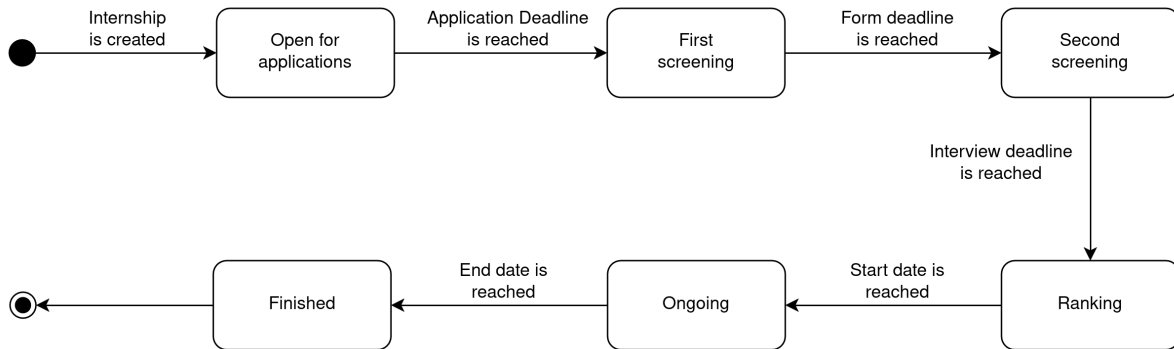 Internship
is created
Open for
applications
Application Deadline
is reached
First
screening
Form deadline
is reached
Second
screening
Interview deadline
is reached
Ranking
Start date is
reached
Ongoing
End date is
reached
Finished